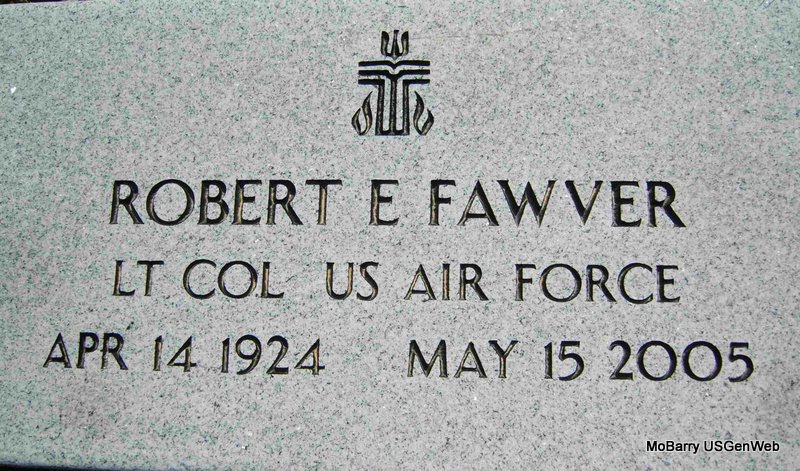 ROBERT E FAWVER
LT COL US AIR FORCE
APR 14 1924 MAY 15 2005
MoBarry USGenWeb